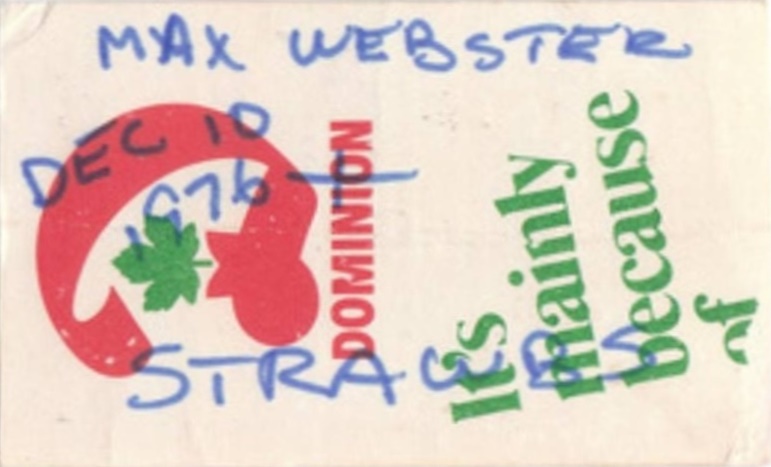 MAX WEBSTER
DEC 10
1976
STRAWBS
DOMINION
It's
mainly
because
of